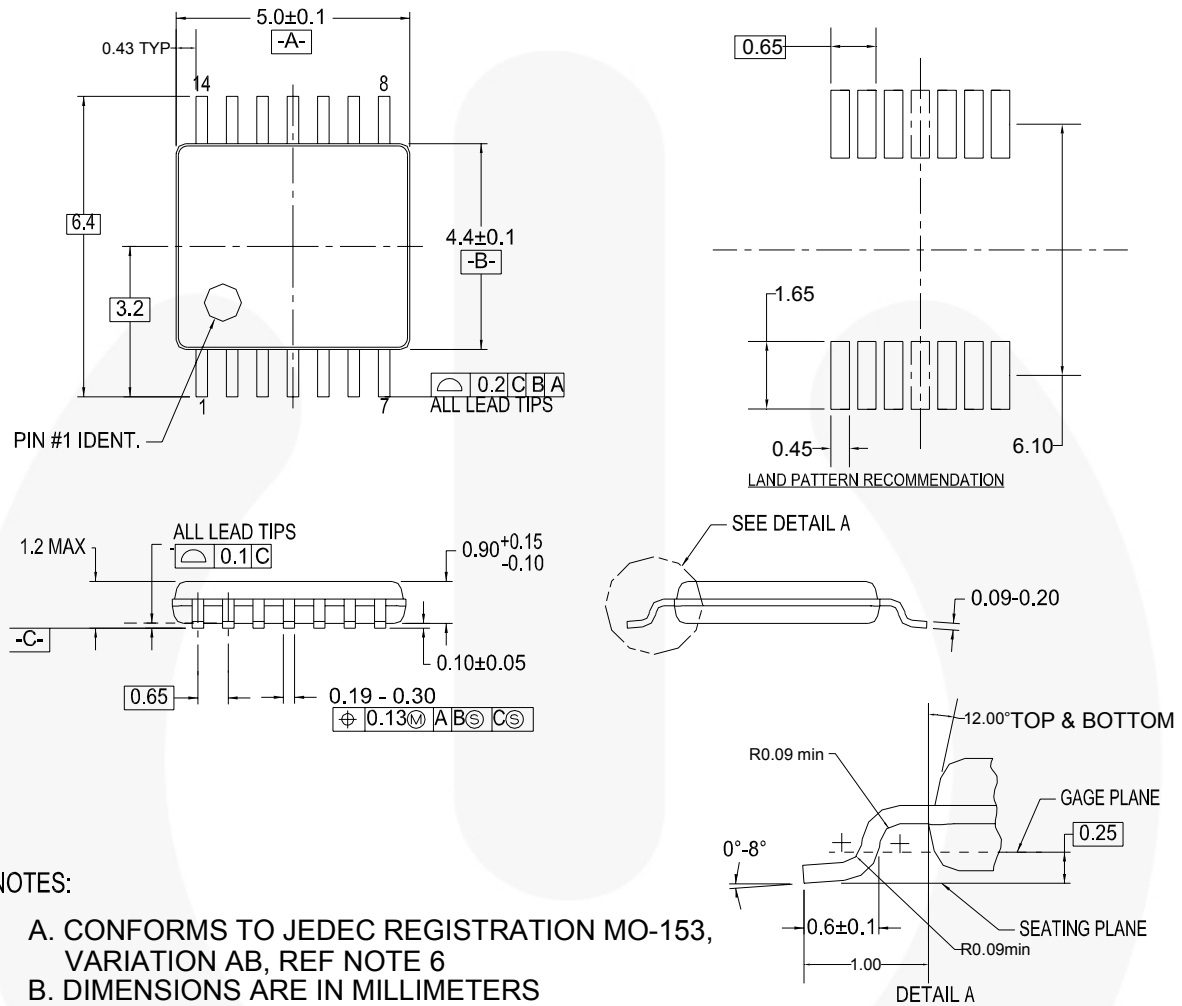 5.0±0.1
-A-
0.43 TYP
14
8
6.4
3.2
4.4±0.1
-B-
1
7
0.2 C B A
ALL LEAD TIPS
PIN #1 IDENT.
0.65
1.65
0.45
6.10
LAND PATTERN RECOMMENDATION
ALL LEAD TIPS
0.1 C
1.2 MAX
0.90 +0.15 -0.10
-C-
0.10±0.05
0.65
0.19 - 0.30
⌖ 0.13Ⓜ A BⓈ CⓈ
SEE DETAIL A
0.09-0.20
12.00° TOP & BOTTOM
R0.09 min
GAGE PLANE
0.25
0°-8°
SEATING PLANE
0.6±0.1
R0.09min
1.00
DETAIL A
NOTES:
A. CONFORMS TO JEDEC REGISTRATION MO-153,
VARIATION AB, REF NOTE 6
B. DIMENSIONS ARE IN MILLIMETERS